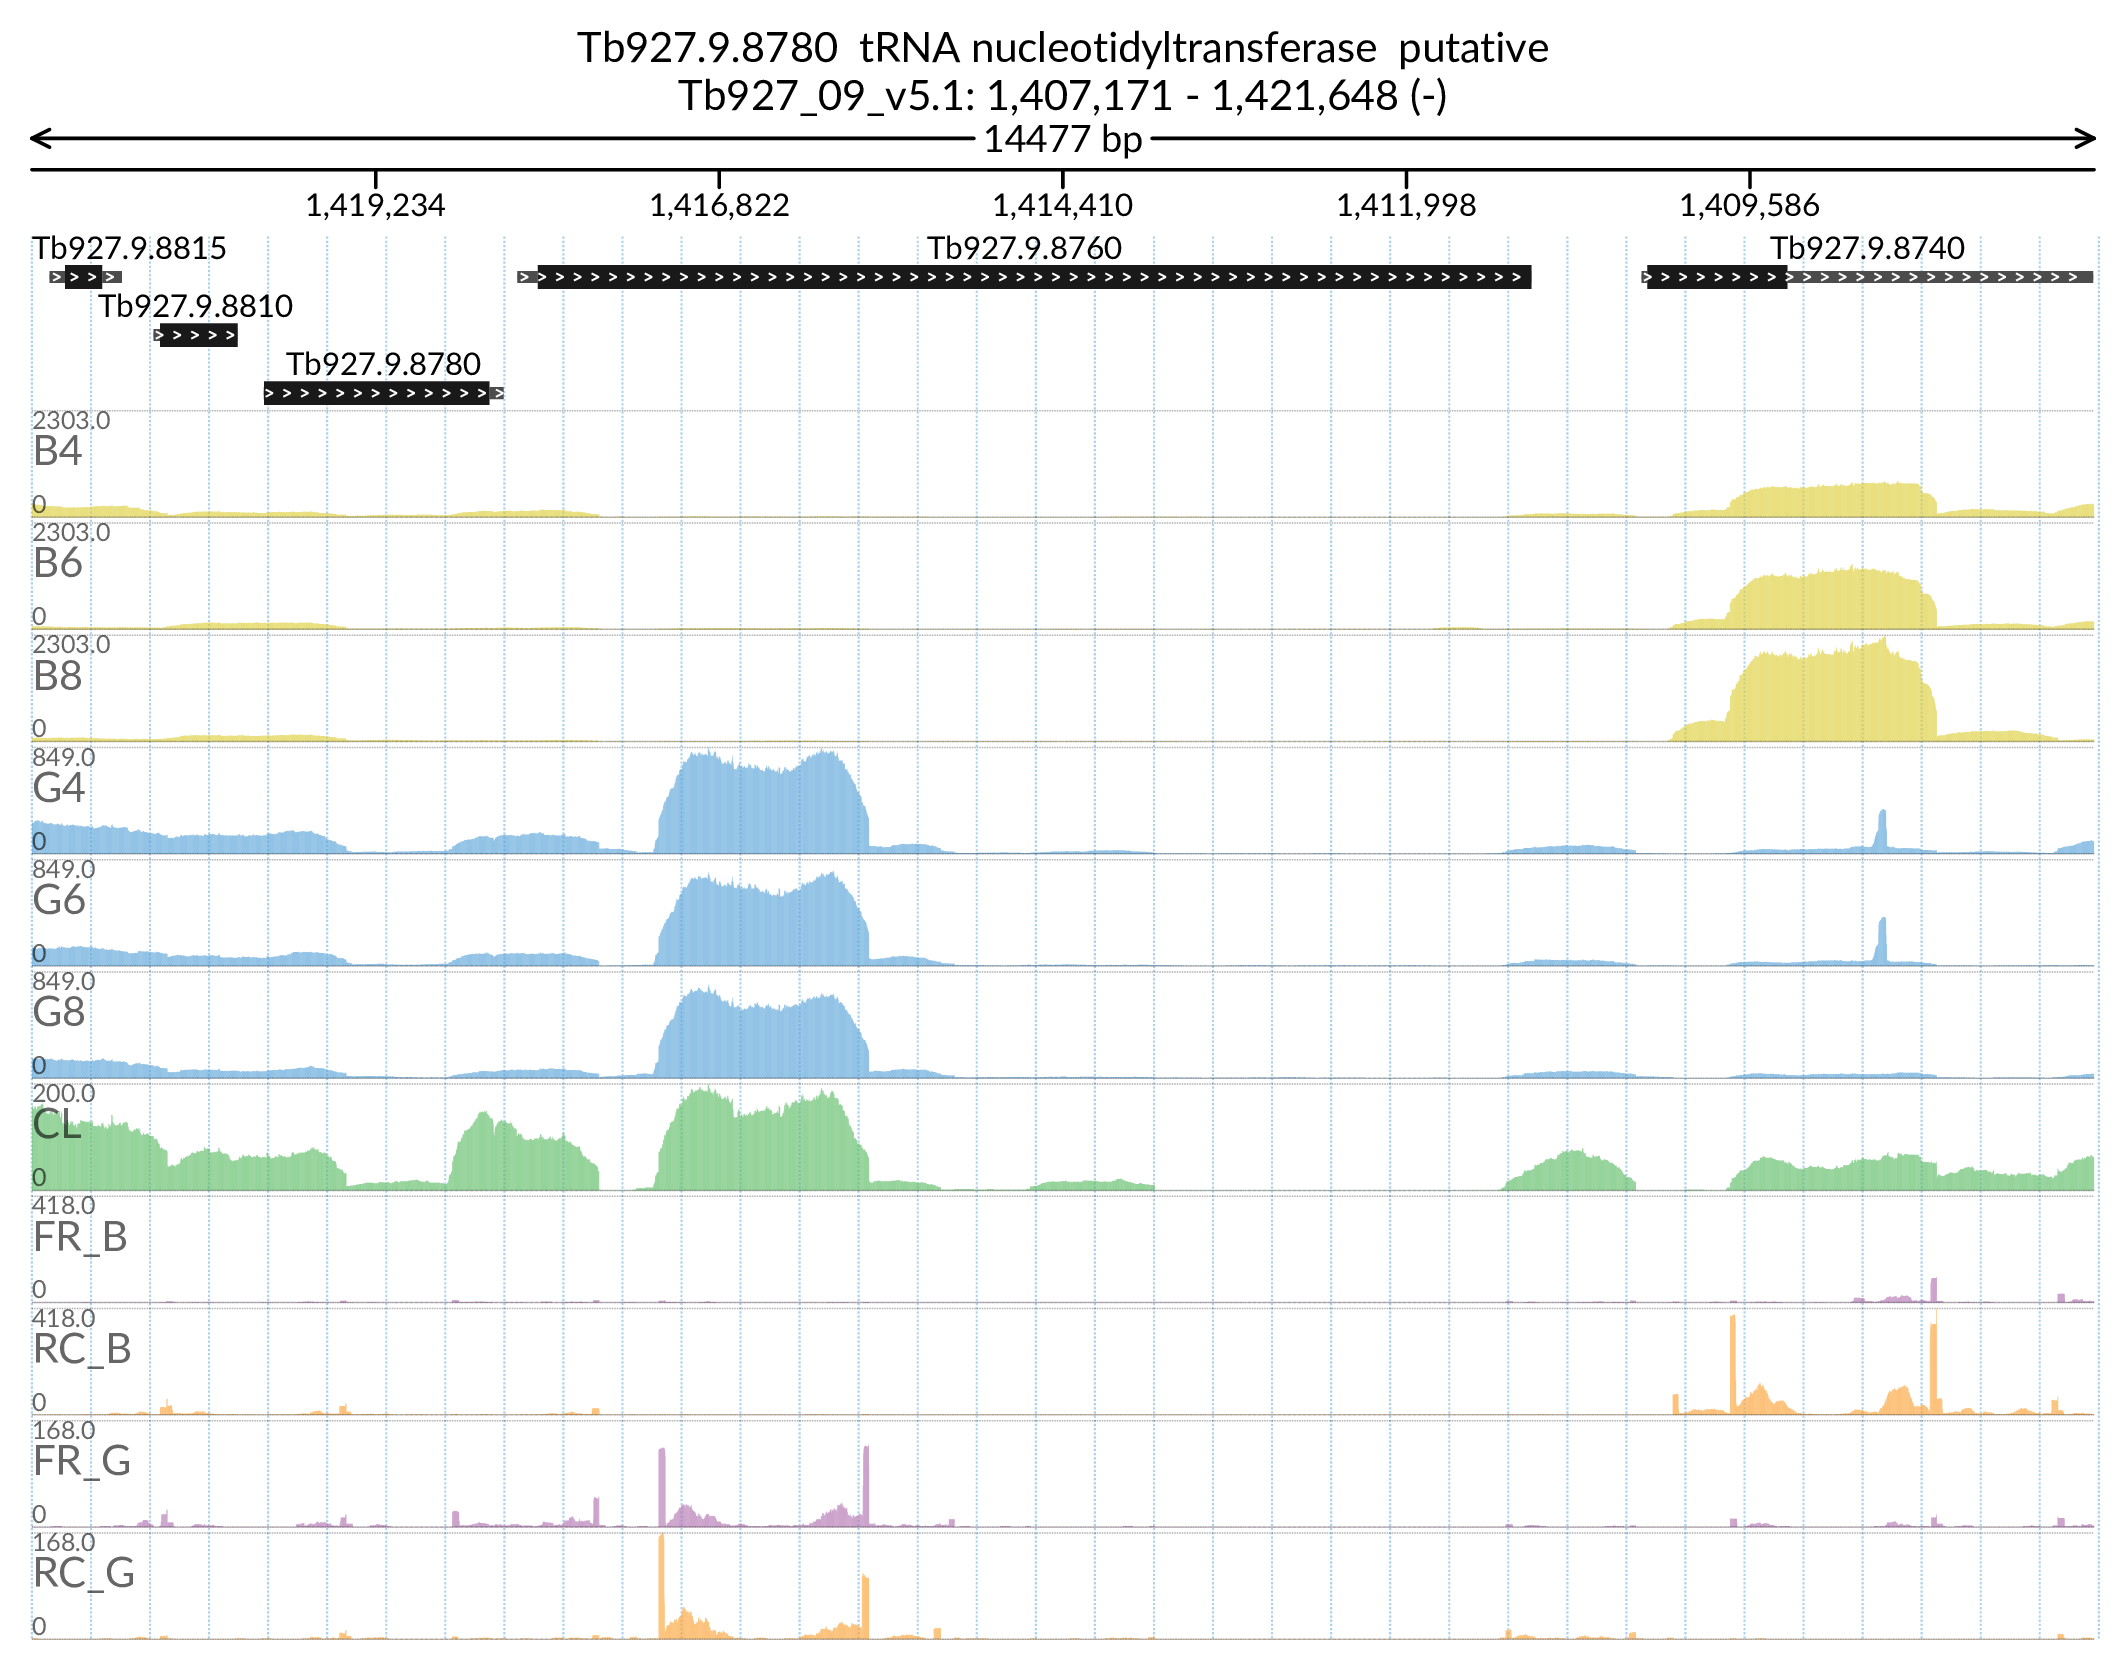 Tb927.9.8780  tRNA nucleotidyltransferase  putative
Tb927_09_v5.1: 1,407,171 - 1,421,648 (-)
14477 bp
1,419,234 1,416,822 1,414,410 1,411,998 1,409,586
Tb927.9.8815 Tb927.9.8760 Tb927.9.8740
Tb927.9.8810
Tb927.9.8780
2303.0
B4
0
2303.0
B6
0
2303.0
B8
0
849.0
G4
0
849.0
G6
0
849.0
G8
0
200.0
CL
0
418.0
FR_B
0
418.0
RC_B
0
168.0
FR_G
0
168.0
RC_G
0